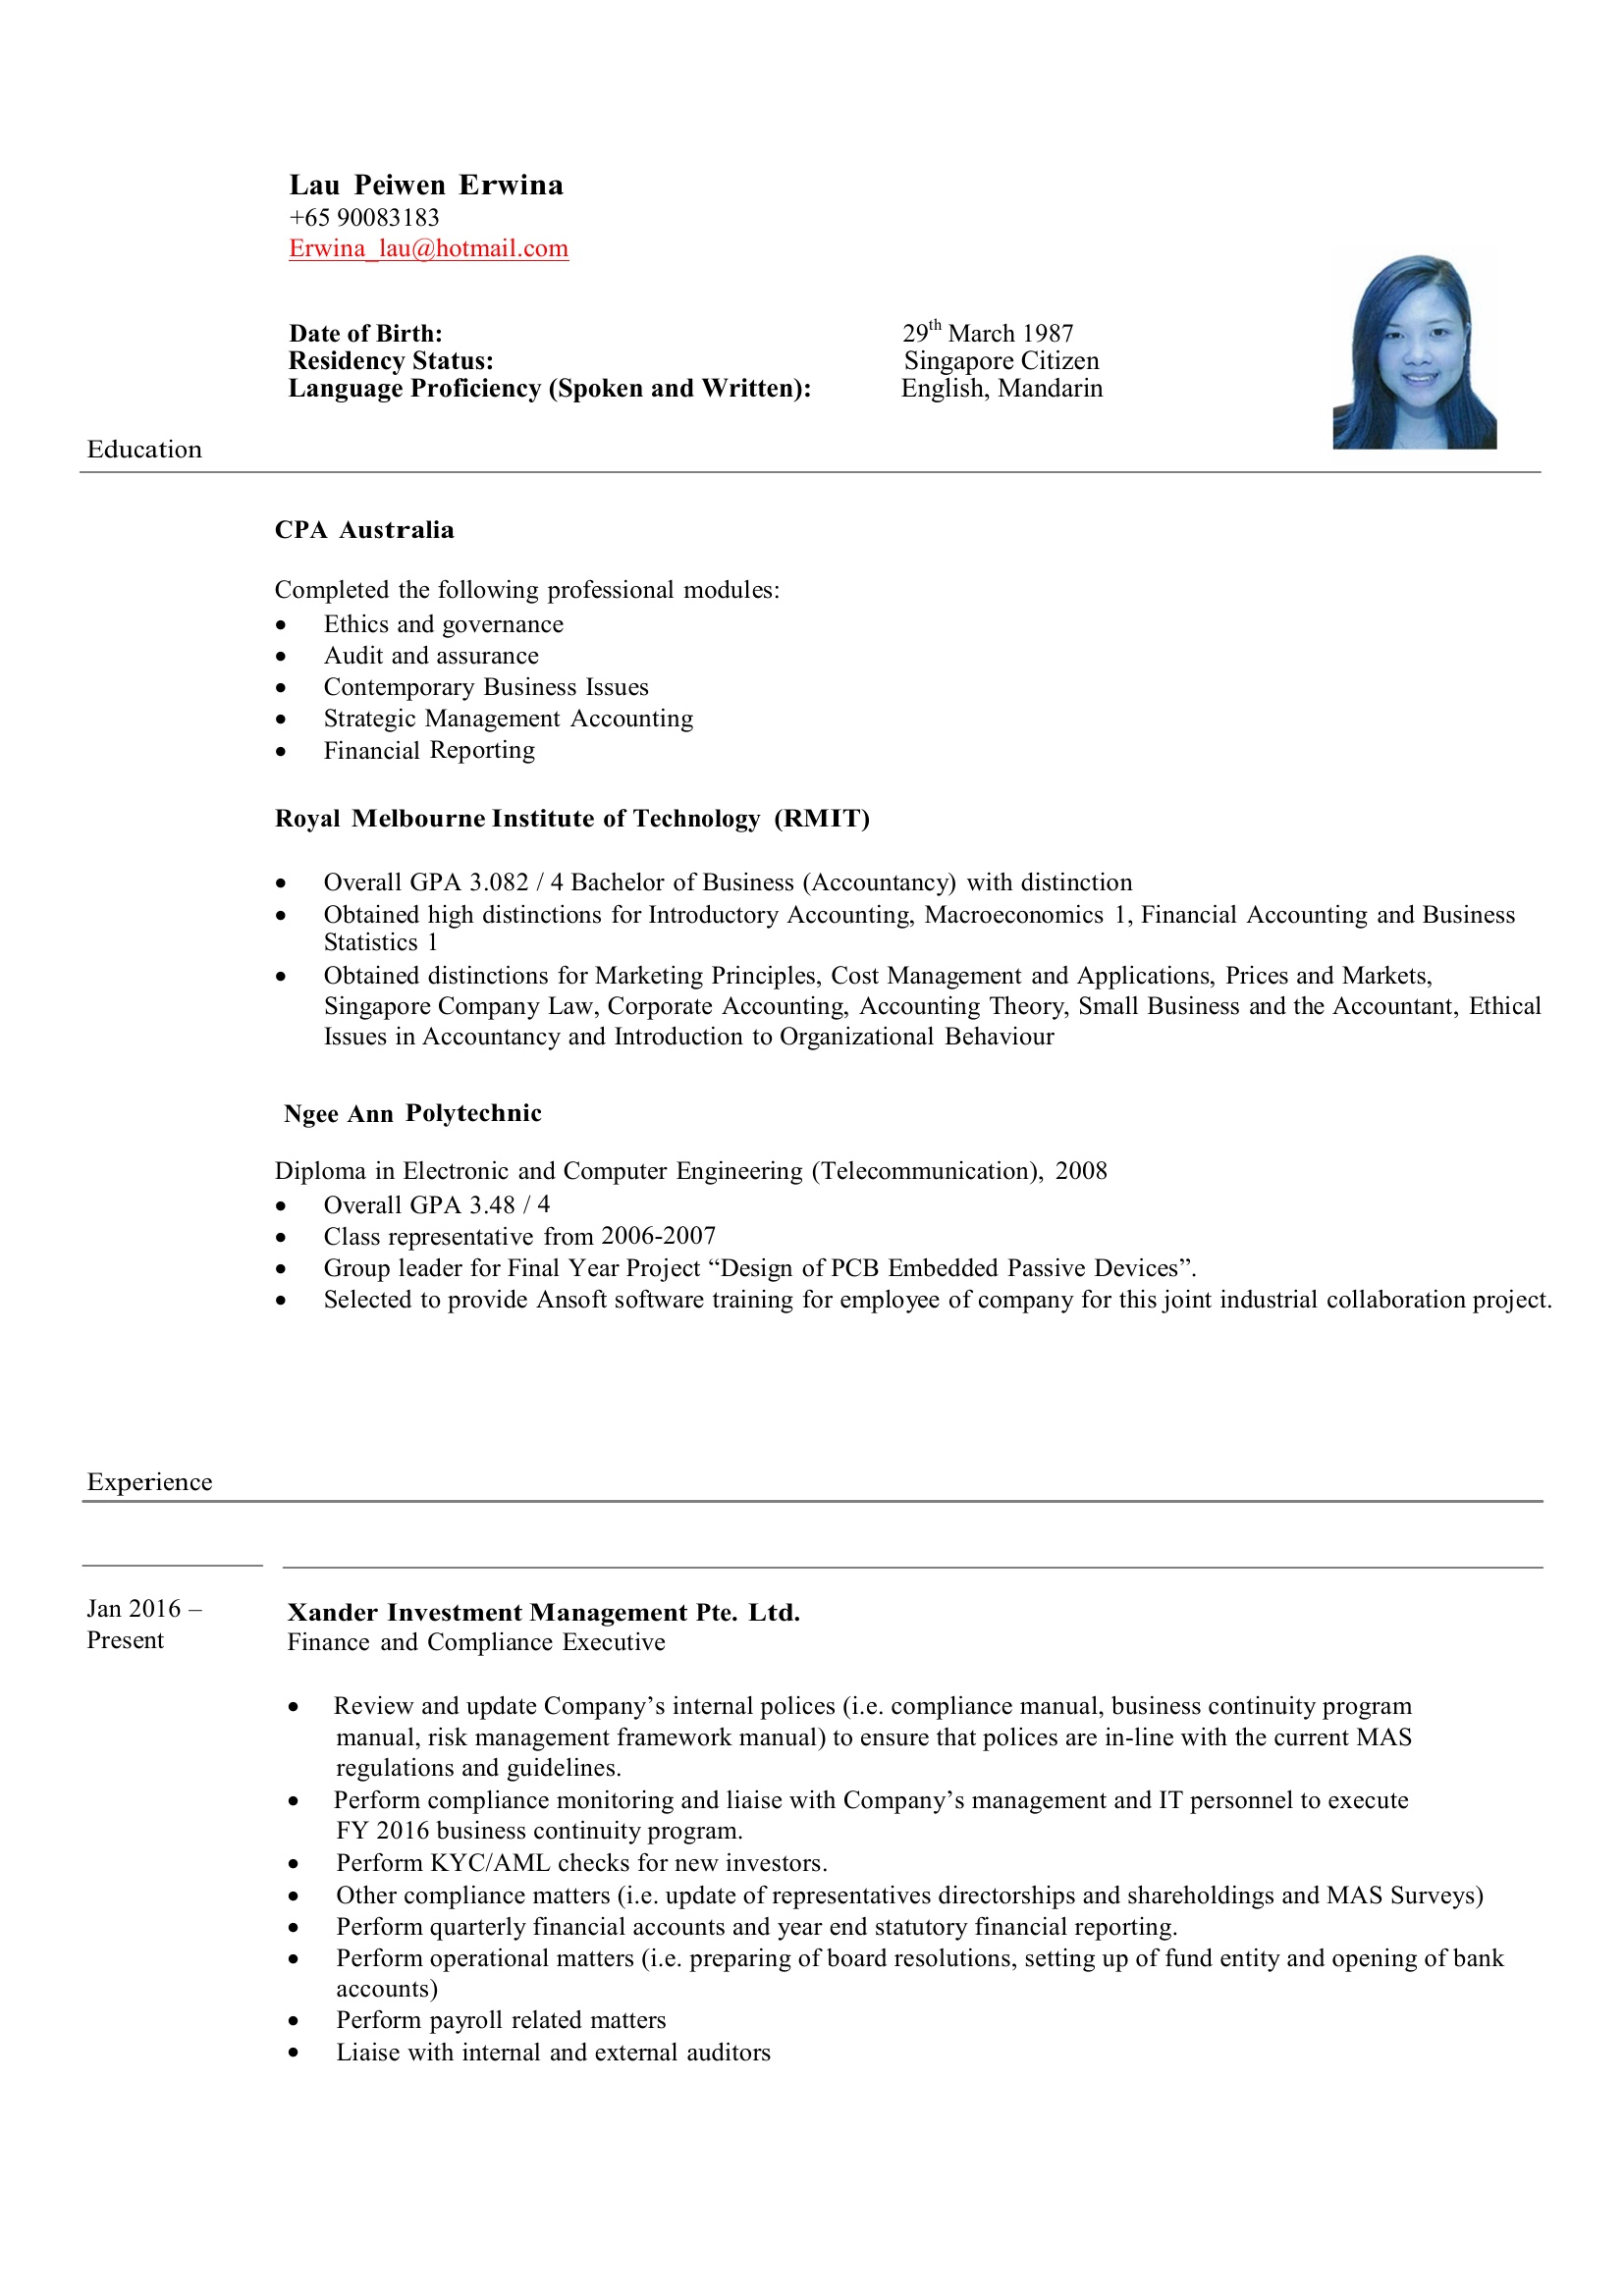 Lau Peiwen Erwina
+65 90083183
Erwina_lau@hotmail.com
Date of Birth: 29th March 1987
Residency Status: Singapore Citizen
Language Proficiency (Spoken and Written): English, Mandarin
Education
CPA Australia
Completed the following professional modules:
• Ethics and governance
• Audit and assurance
• Contemporary Business Issues
• Strategic Management Accounting
• Financial Reporting
Royal Melbourne Institute of Technology (RMIT)
• Overall GPA 3.082 / 4 Bachelor of Business (Accountancy) with distinction
• Obtained high distinctions for Introductory Accounting, Macroeconomics 1, Financial Accounting and Business
Statistics 1
• Obtained distinctions for Marketing Principles, Cost Management and Applications, Prices and Markets,
Singapore Company Law, Corporate Accounting, Accounting Theory, Small Business and the Accountant, Ethical
Issues in Accountancy and Introduction to Organizational Behaviour
Ngee Ann Polytechnic
Diploma in Electronic and Computer Engineering (Telecommunication), 2008
• Overall GPA 3.48 / 4
• Class representative from 2006-2007
• Group leader for Final Year Project “Design of PCB Embedded Passive Devices”.
• Selected to provide Ansoft software training for employee of company for this joint industrial collaboration project.
Experience
Jan 2016 –
Present
Xander Investment Management Pte. Ltd.
Finance and Compliance Executive
• Review and update Company’s internal polices (i.e. compliance manual, business continuity program
manual, risk management framework manual) to ensure that polices are in-line with the current MAS
regulations and guidelines.
• Perform compliance monitoring and liaise with Company’s management and IT personnel to execute
FY 2016 business continuity program.
• Perform KYC/AML checks for new investors.
• Other compliance matters (i.e. update of representatives directorships and shareholdings and MAS Surveys)
• Perform quarterly financial accounts and year end statutory financial reporting.
• Perform operational matters (i.e. preparing of board resolutions, setting up of fund entity and opening of bank
accounts)
• Perform payroll related matters
• Liaise with internal and external auditors